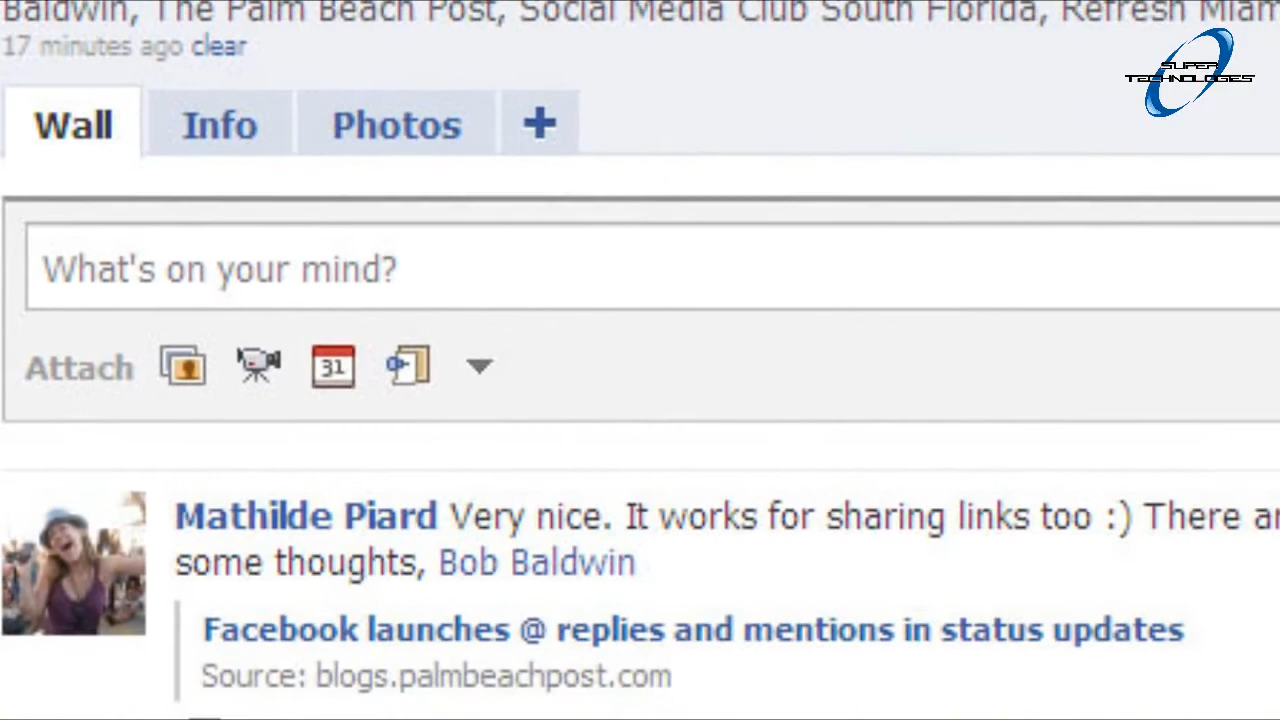 Baldwin, The Palm Beach Post, Social Media Club South Florida, Refresh Miam
17 minutes ago clear
SUPER
TECHNOLOGIES
Wall Info Photos +
What's on your mind?
Attach 31
Mathilde Piard Very nice. It works for sharing links too :) There ar
some thoughts, Bob Baldwin
Facebook launches @ replies and mentions in status updates
Source: blogs.palmbeachpost.com